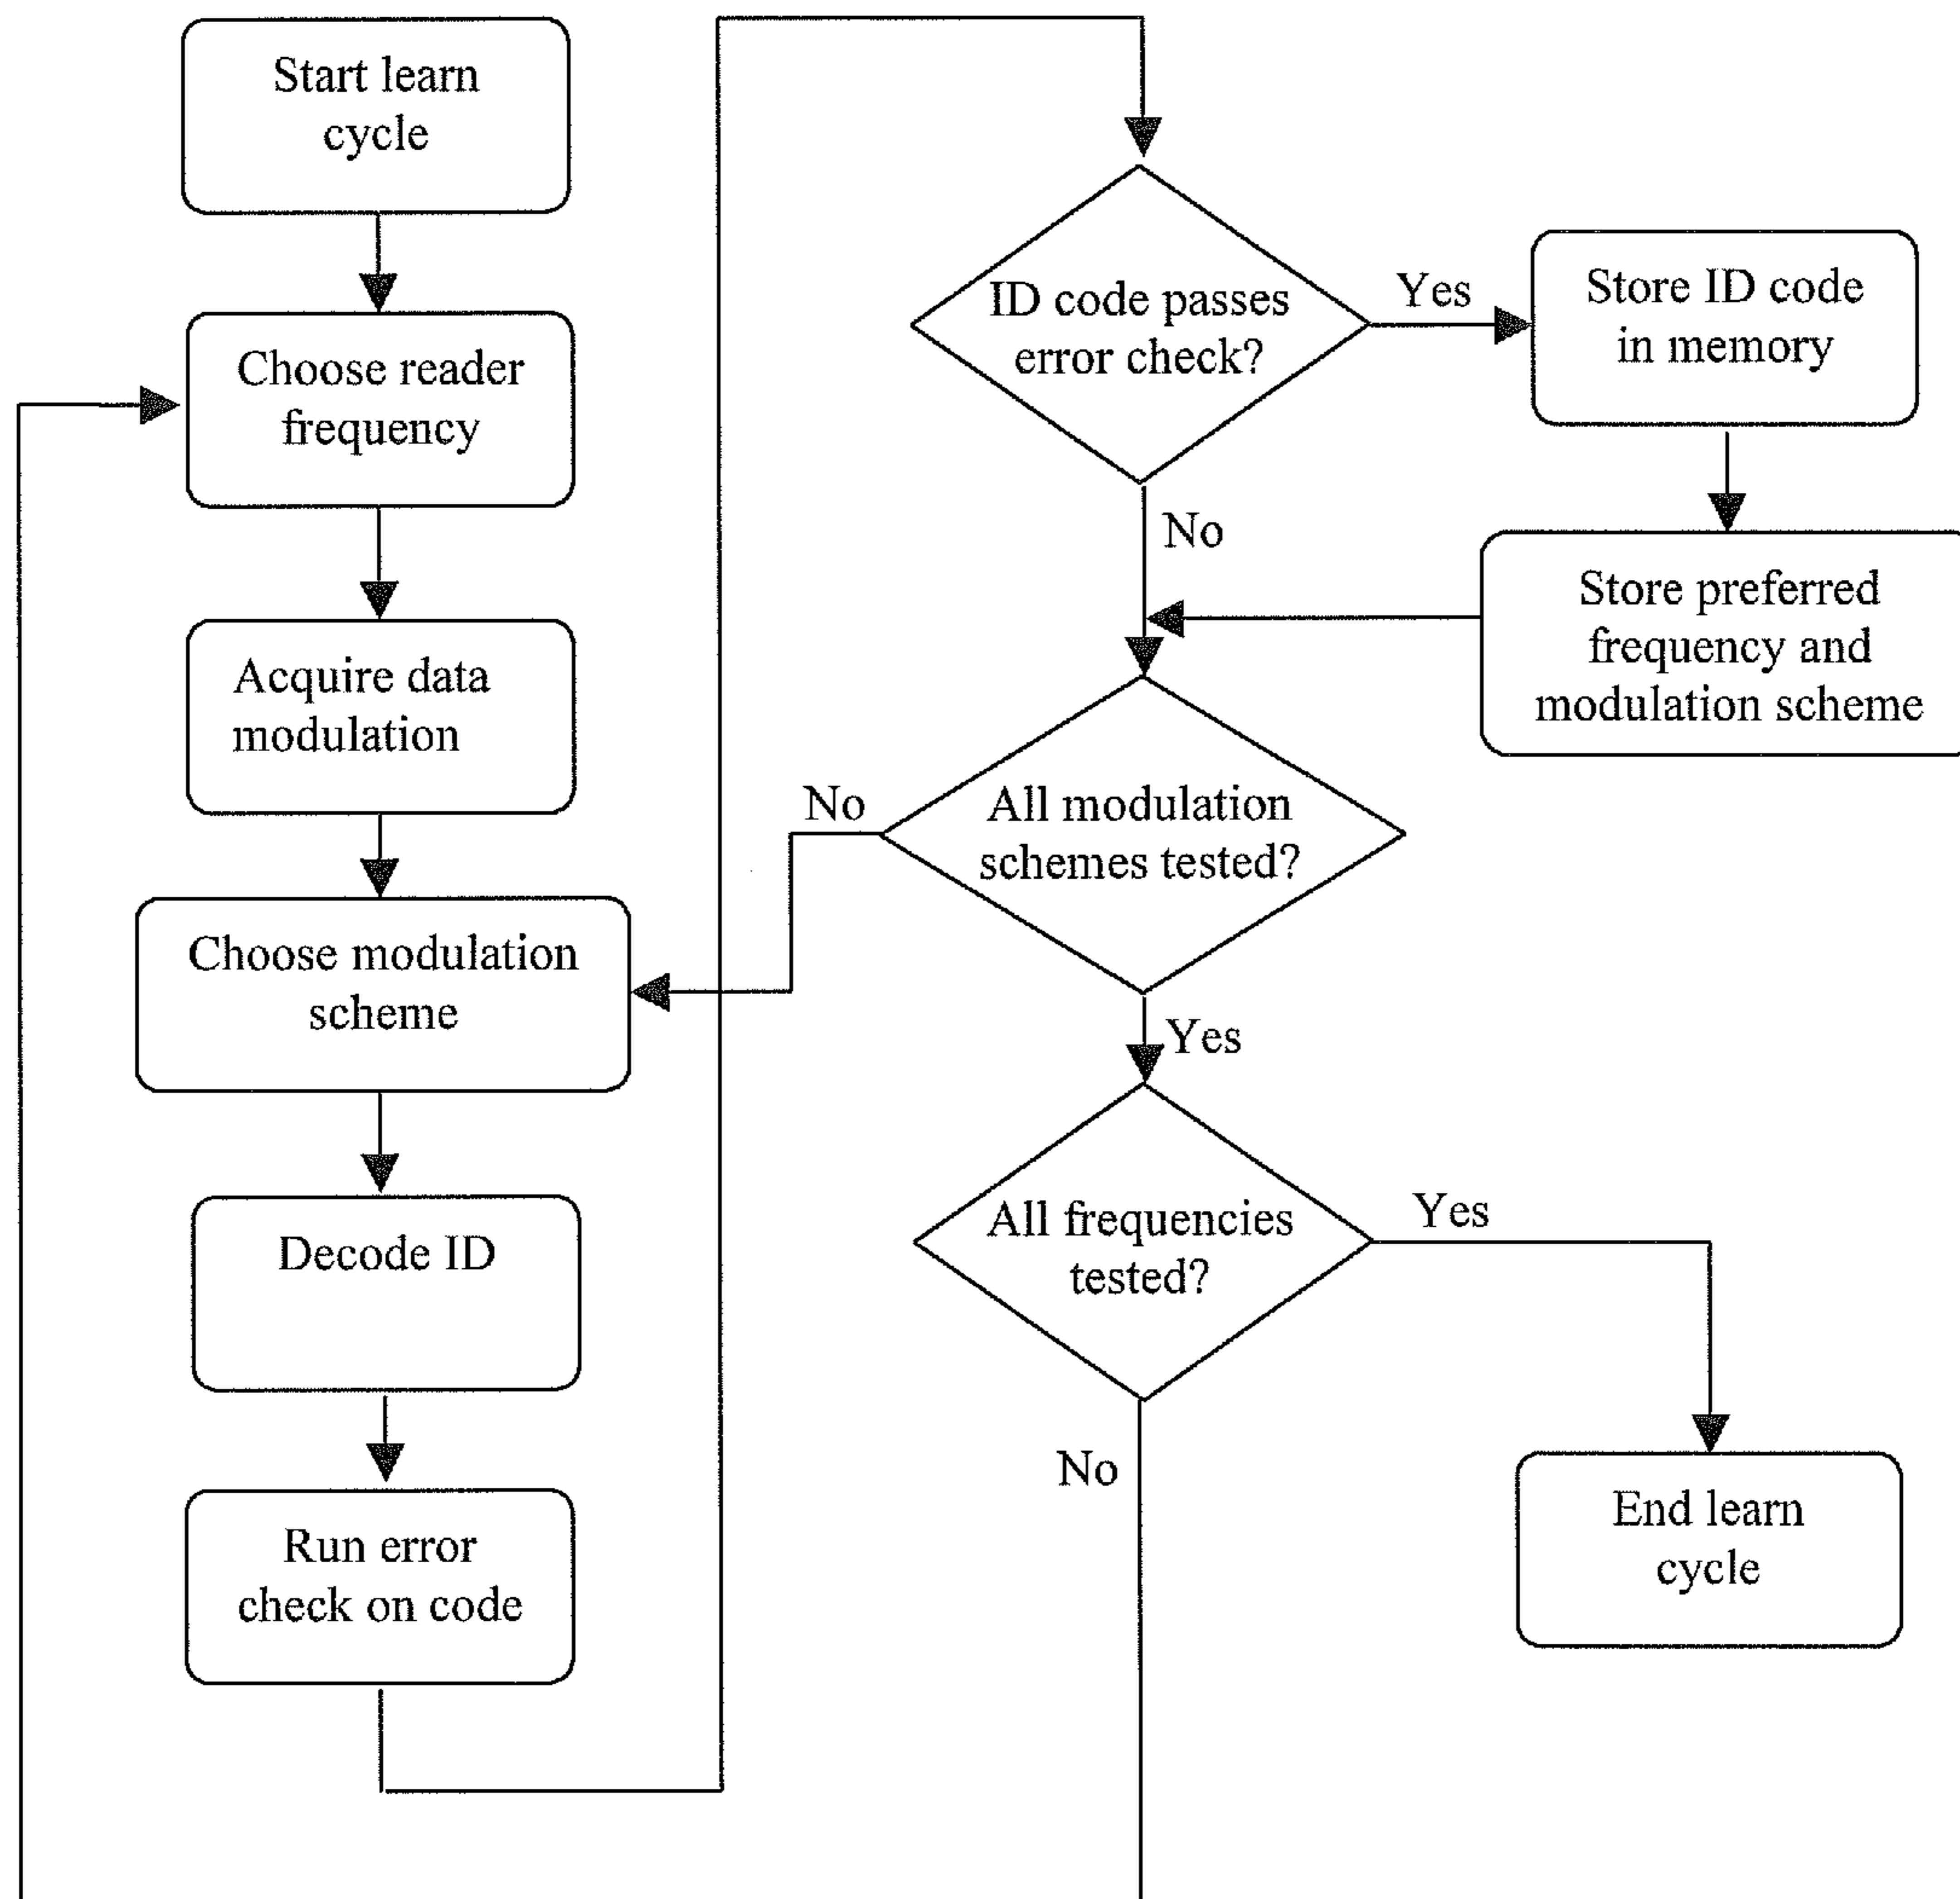 Start learn
cycle
Choose reader
frequency
Acquire data
modulation
Choose modulation
scheme
Decode ID
Run error
check on code
ID code passes
error check?
Yes
Store ID code
in memory
No
Store preferred
frequency and
modulation scheme
All modulation
schemes tested?
No
Yes
All frequencies
tested?
Yes
No
End learn
cycle